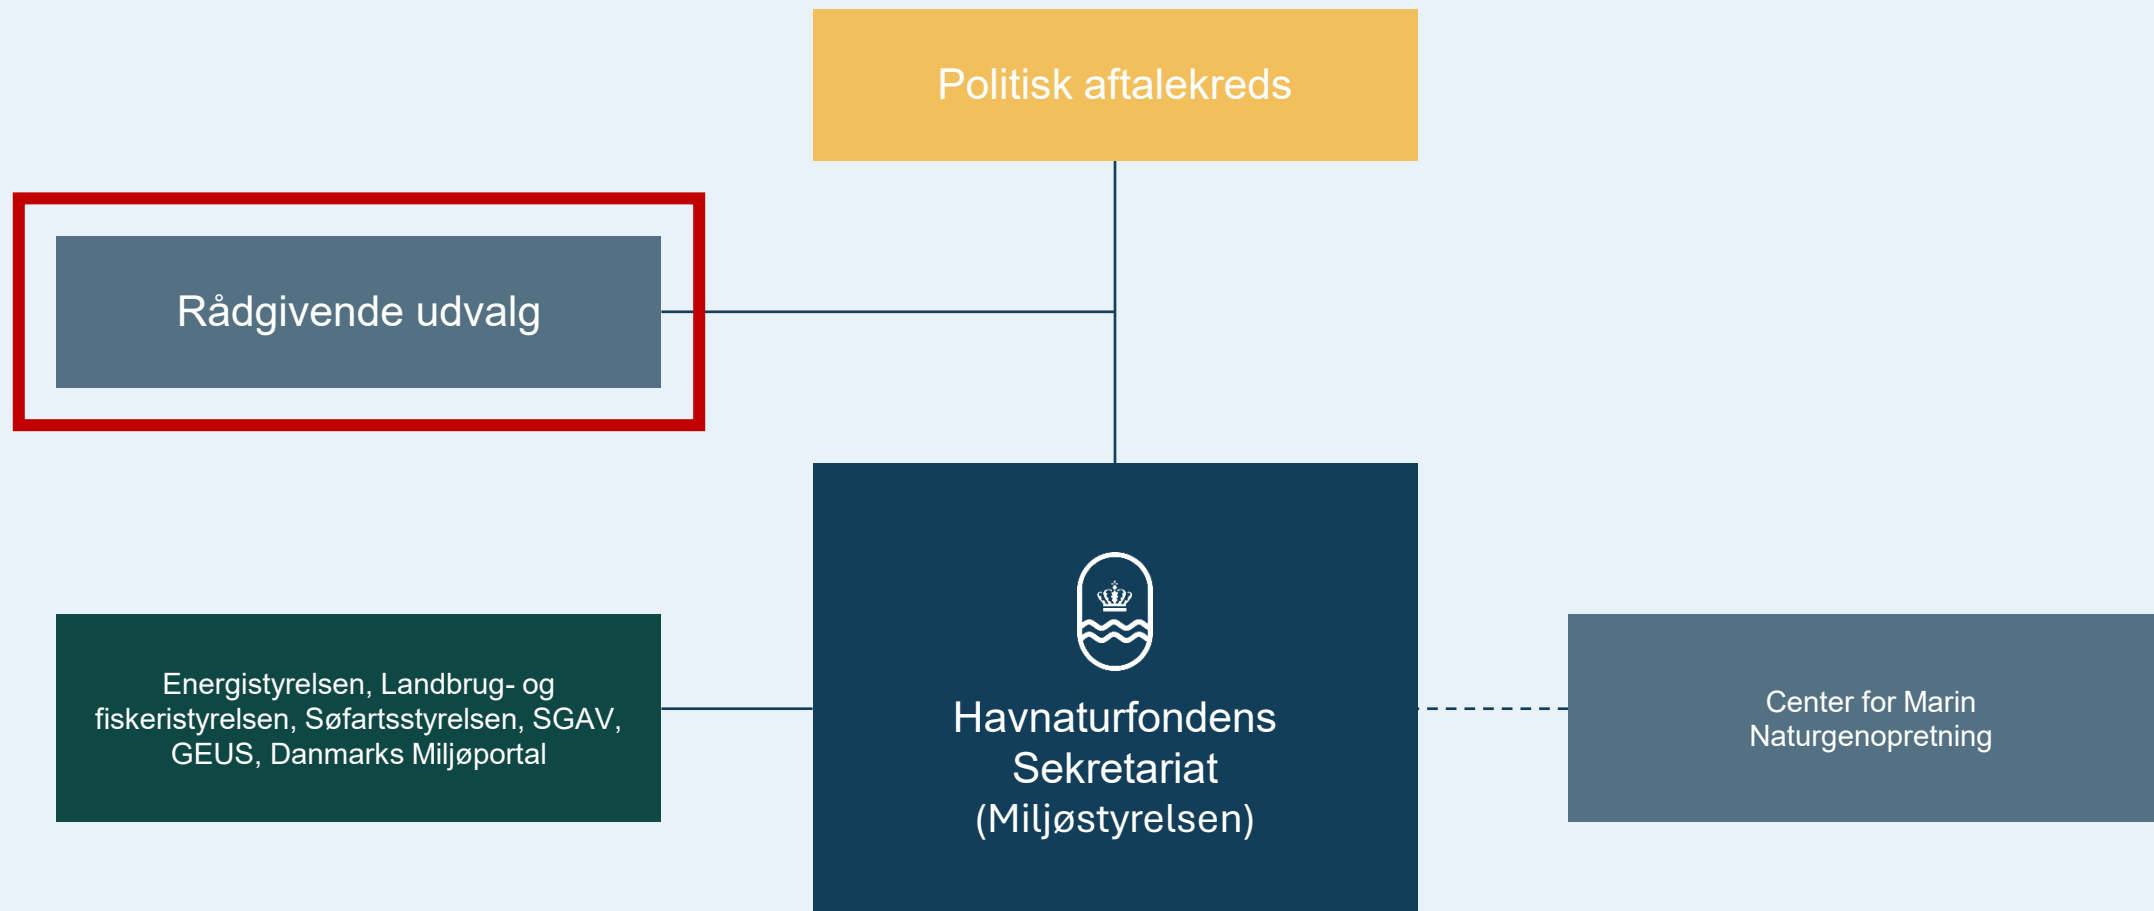 Politisk aftalekreds
Rådgivende udvalg
Energistyrelsen, Landbrug- og
fiskeristyrelsen, Søfartsstyrelsen, SGAV,
GEUS, Danmarks Miljøportal
Havnaturfondens
Sekretariat
(Miljøstyrelsen)
Center for Marin
Naturgenopretning